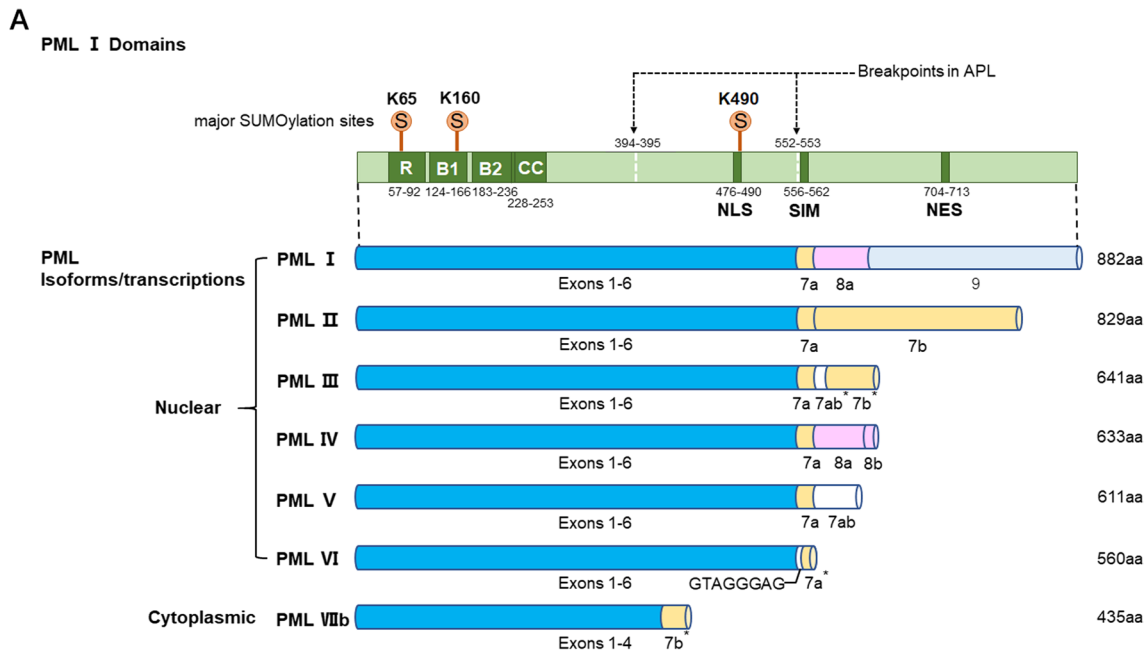 A
PML Ⅰ Domains
Breakpoints in APL
K65 K160 K490
major SUMOylation sites S S S
394-395 552-553
R B1 B2 CC
57-92 124-166 183-236 476-490 556-562 704-713
228-253
NLS SIM NES
PML
Isoforms/transcriptions
PML Ⅰ 882aa
Exons 1-6 7a 8a 9
PML Ⅱ 829aa
Exons 1-6 7a 7b
PML Ⅲ 641aa
Exons 1-6 7a 7ab* 7b*
Nuclear
PML Ⅳ 633aa
Exons 1-6 7a 8a 8b
PML Ⅴ 611aa
Exons 1-6 7a 7ab
PML Ⅵ 560aa
Exons 1-6 GTAGGGAG 7a*
Cytoplasmic PML Ⅶb 435aa
Exons 1-4 7b*